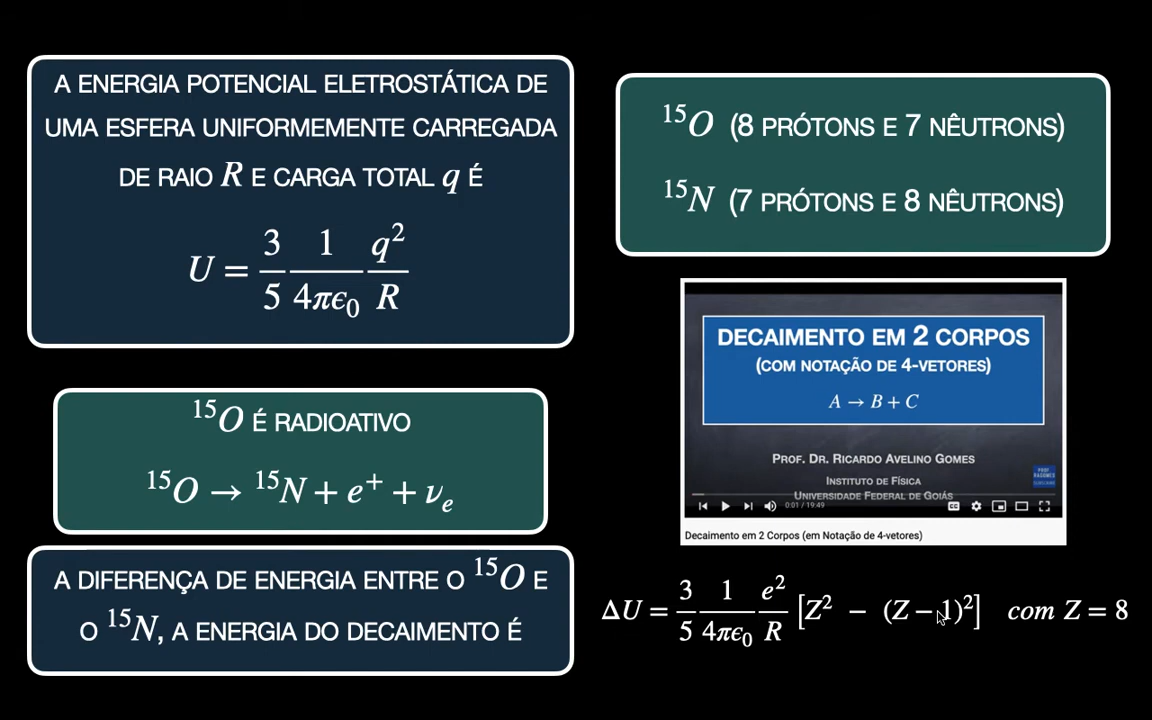 A ENERGIA POTENCIAL ELETROSTÁTICA DE
UMA ESFERA UNIFORMEMENTE CARREGADA
DE RAIO R E CARGA TOTAL q É
U = 3/5 1/4πϵ₀ q²/R
¹⁵O É RADIOATIVO
¹⁵O → ¹⁵N + e⁺ + νₑ
A DIFERENÇA DE ENERGIA ENTRE O ¹⁵O E
O ¹⁵N, A ENERGIA DO DECAIMENTO É
¹⁵O (8 PRÓTONS E 7 NÊUTRONS)
¹⁵N (7 PRÓTONS E 8 NÊUTRONS)
DECAIMENTO EM 2 CORPOS
(COM NOTAÇÃO DE 4-VETORES)
A → B + C
PROF. DR. RICARDO AVELINO GOMES
INSTITUTO DE FÍSICA
UNIVERSIDADE FEDERAL DE GOIÁS
0:01 / 19:49
Decaimento em 2 Corpos (em Notação de 4-vetores)
ΔU = 3/5 1/4πϵ₀ e²/R [Z² − (Z − 1)²] com Z = 8